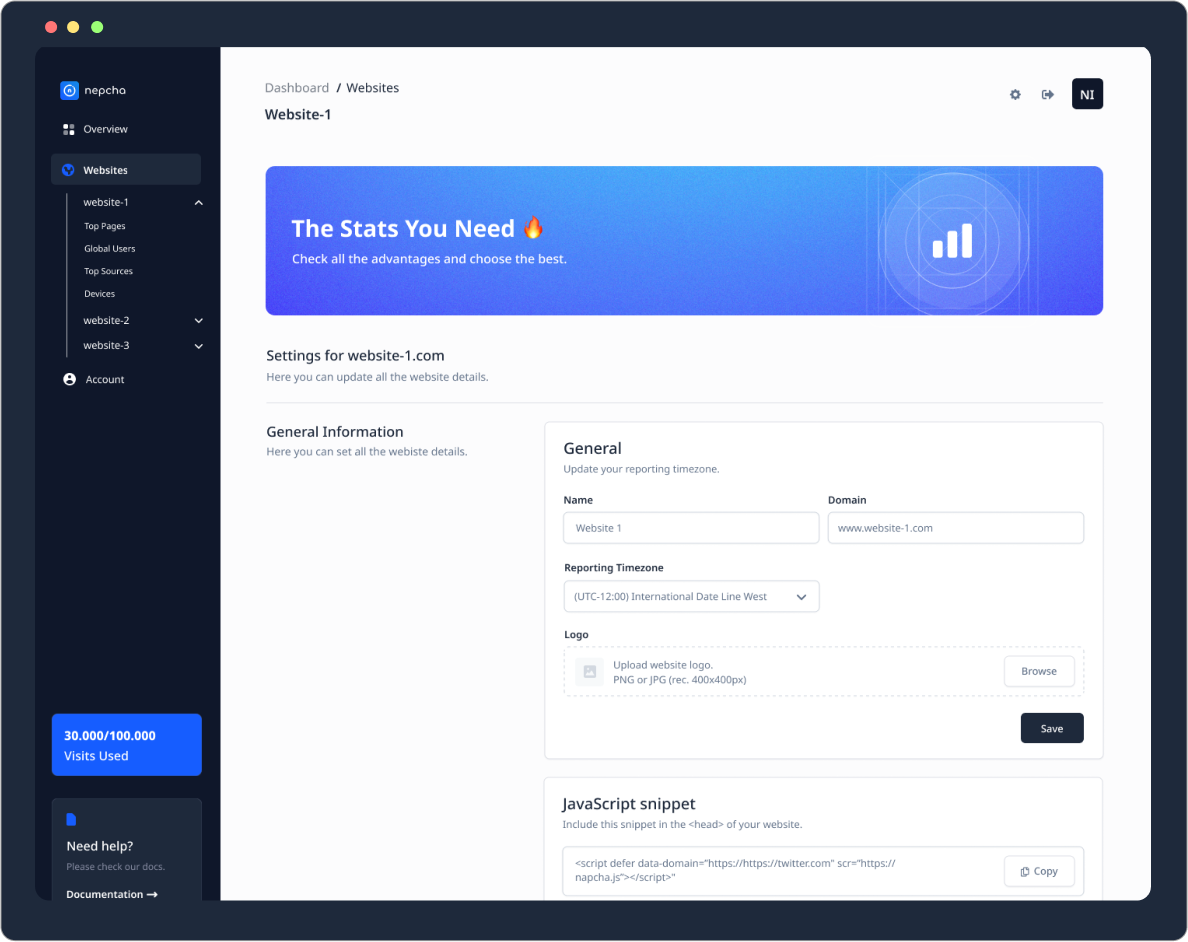 nepcha
Overview
Websites
website-1
Top Pages
Global Users
Top Sources
Devices
website-2
website-3
Account
30.000/100.000
Visits Used
Need help?
Please check our docs.
Documentation →
Dashboard / Websites
Website-1
NI
The Stats You Need 🔥
Check all the advantages and choose the best.
Settings for website-1.com
Here you can update all the website details.
General Information
Here you can set all the webiste details.
General
Update your reporting timezone.
Name
Domain
Website 1
www.website-1.com
Reporting Timezone
(UTC-12:00) International Date Line West
Logo
Upload website logo.
PNG or JPG (rec. 400x400px)
Browse
Save
JavaScript snippet
Include this snippet in the <head> of your website.
<script defer data-domain="https://https://twitter.com" scr="https://
napcha.js"></script>"
Copy